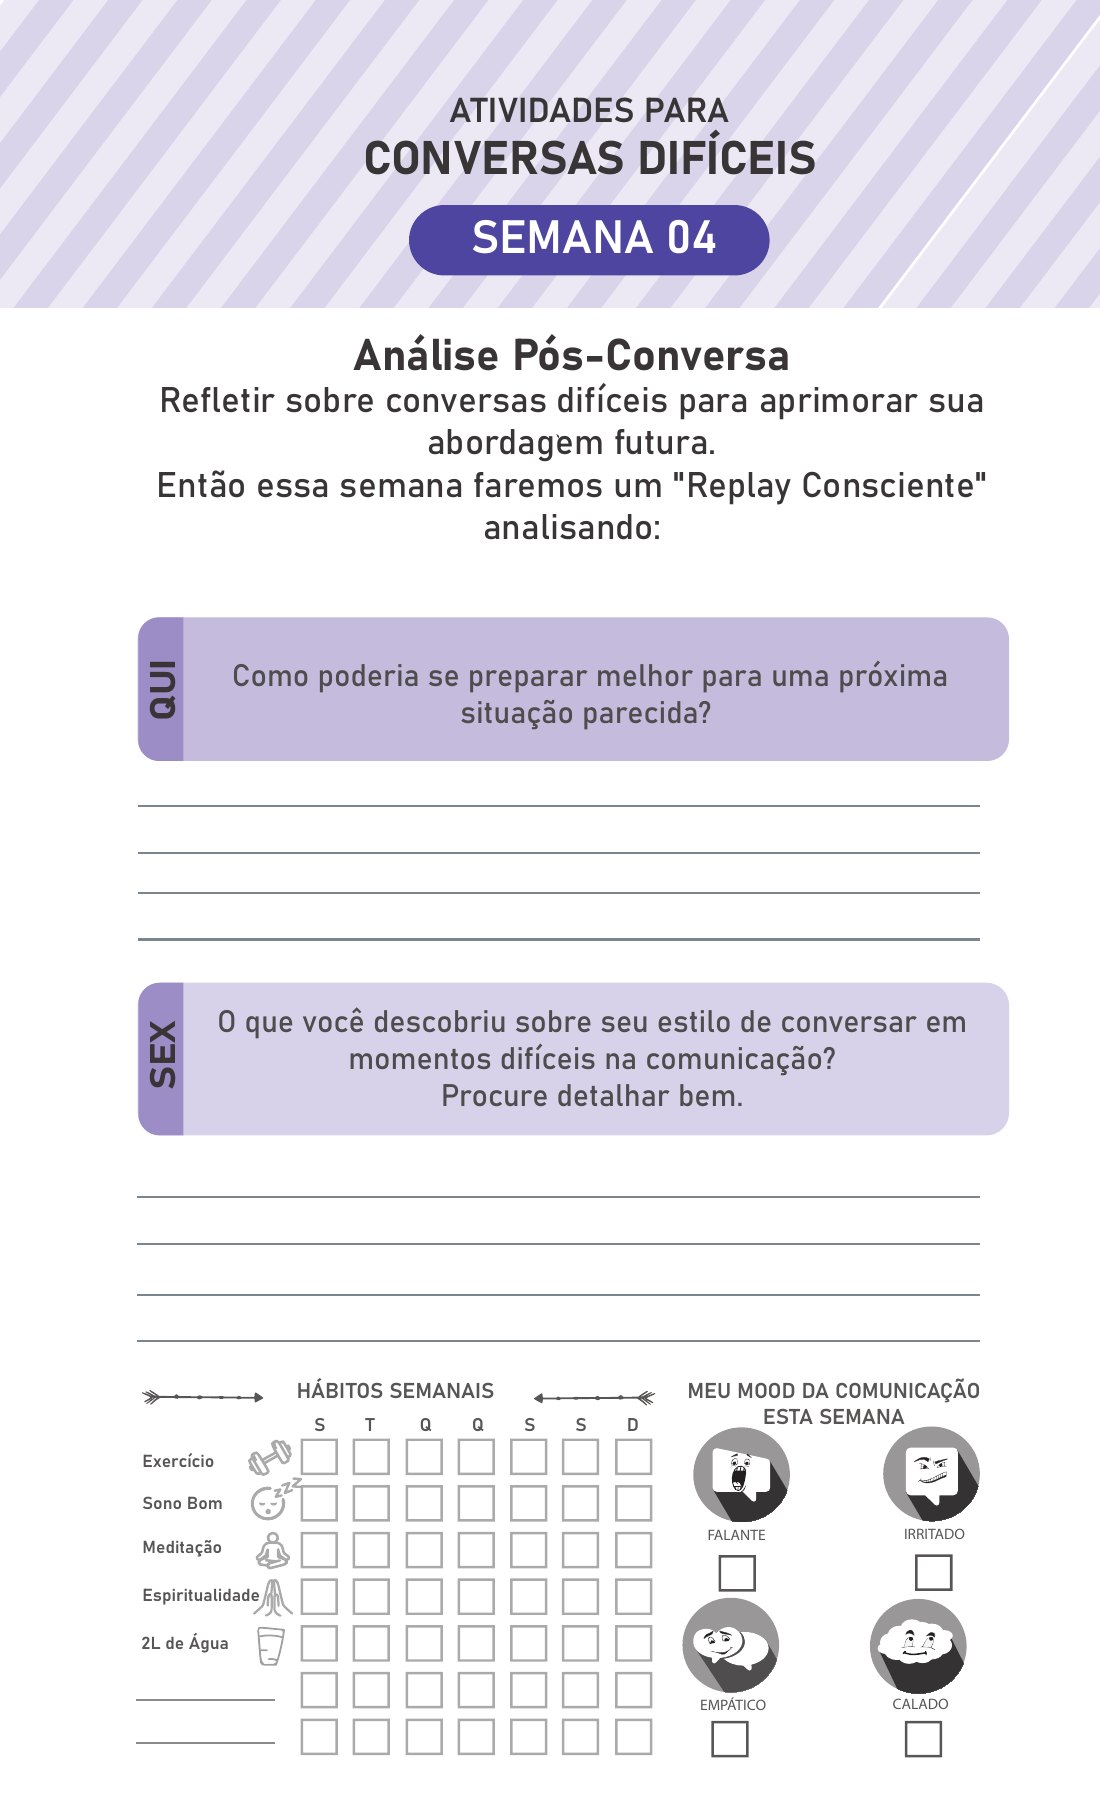 ATIVIDADES PARA
CONVERSAS DIFÍCEIS
SEMANA 04
Análise Pós-Conversa
Refletir sobre conversas difíceis para aprimorar sua
abordagem futura.
Então essa semana faremos um "Replay Consciente"
analisando:
QUI
Como poderia se preparar melhor para uma próxima
situação parecida?
SEX
O que você descobriu sobre seu estilo de conversar em
momentos difíceis na comunicação?
Procure detalhar bem.
HÁBITOS SEMANAIS
S T Q Q S S D
Exercício
Sono Bom
zzz
Meditação
Espiritualidade
2L de Água
MEU MOOD DA COMUNICAÇÃO
ESTA SEMANA
FALANTE
IRRITADO
EMPÁTICO
CALADO